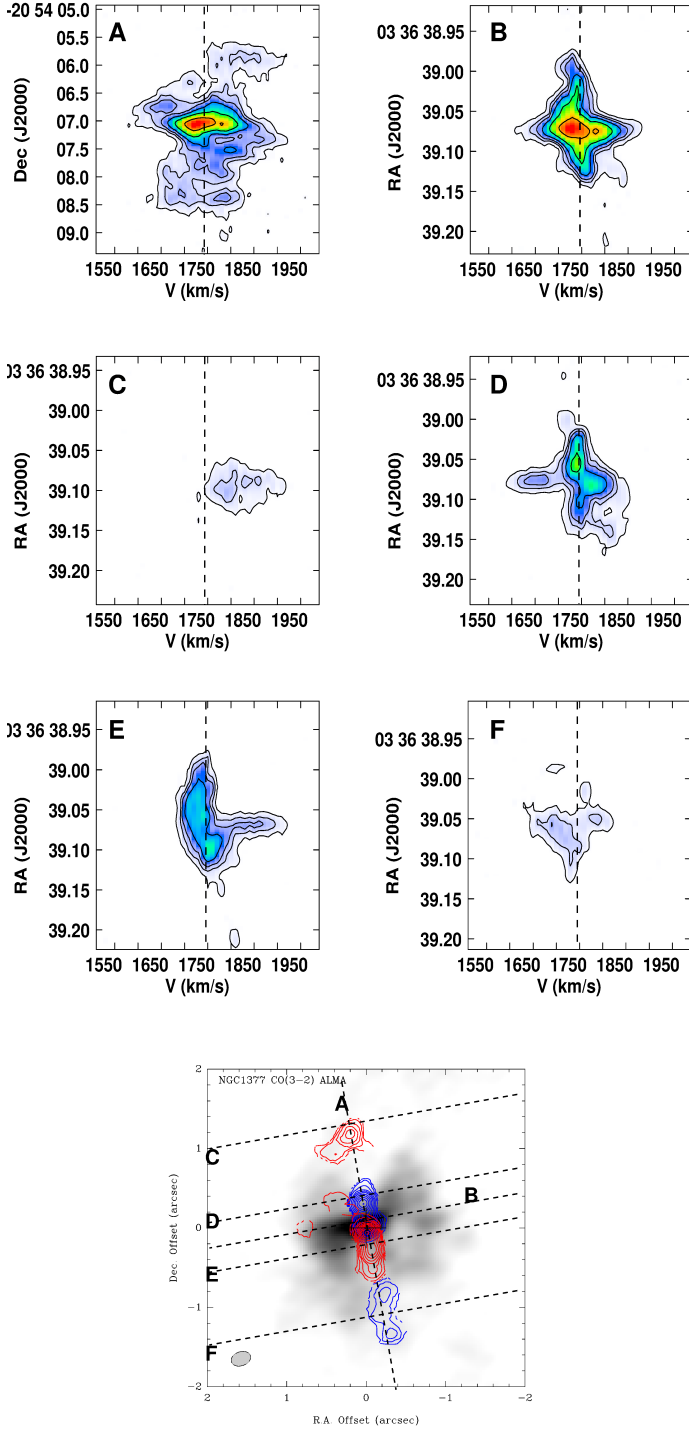 -20 54 05.0
06.0
06.5
07.0
07.5
08.0
08.5
09.0
Dec (J2000)
A
1550 1650 1750 1850 1950
V (km/s)
03 36 38.95
39.00
39.05
39.10
39.15
39.20
RA (J2000)
B
1550 1650 1750 1850 1950
V (km/s)
03 36 38.95
39.00
39.05
39.10
39.15
39.20
RA (J2000)
C
1550 1650 1750 1850 1950
V (km/s)
03 36 38.95
39.00
39.05
39.10
39.15
39.20
RA (J2000)
D
1550 1650 1750 1850 1950
V (km/s)
03 36 38.95
39.00
39.05
39.10
39.15
39.20
RA (J2000)
E
1550 1650 1750 1850 1950
V (km/s)
03 36 38.95
39.00
39.05
39.10
39.15
39.20
RA (J2000)
F
1550 1650 1750 1850 1950
V (km/s)
NGC1377 CO(3-2) ALMA
A
B
C
D
E
F
2
1
0
-1
-2
Dec. Offset (arcsec)
2 1 0 -1 -2
R.A. Offset (arcsec)